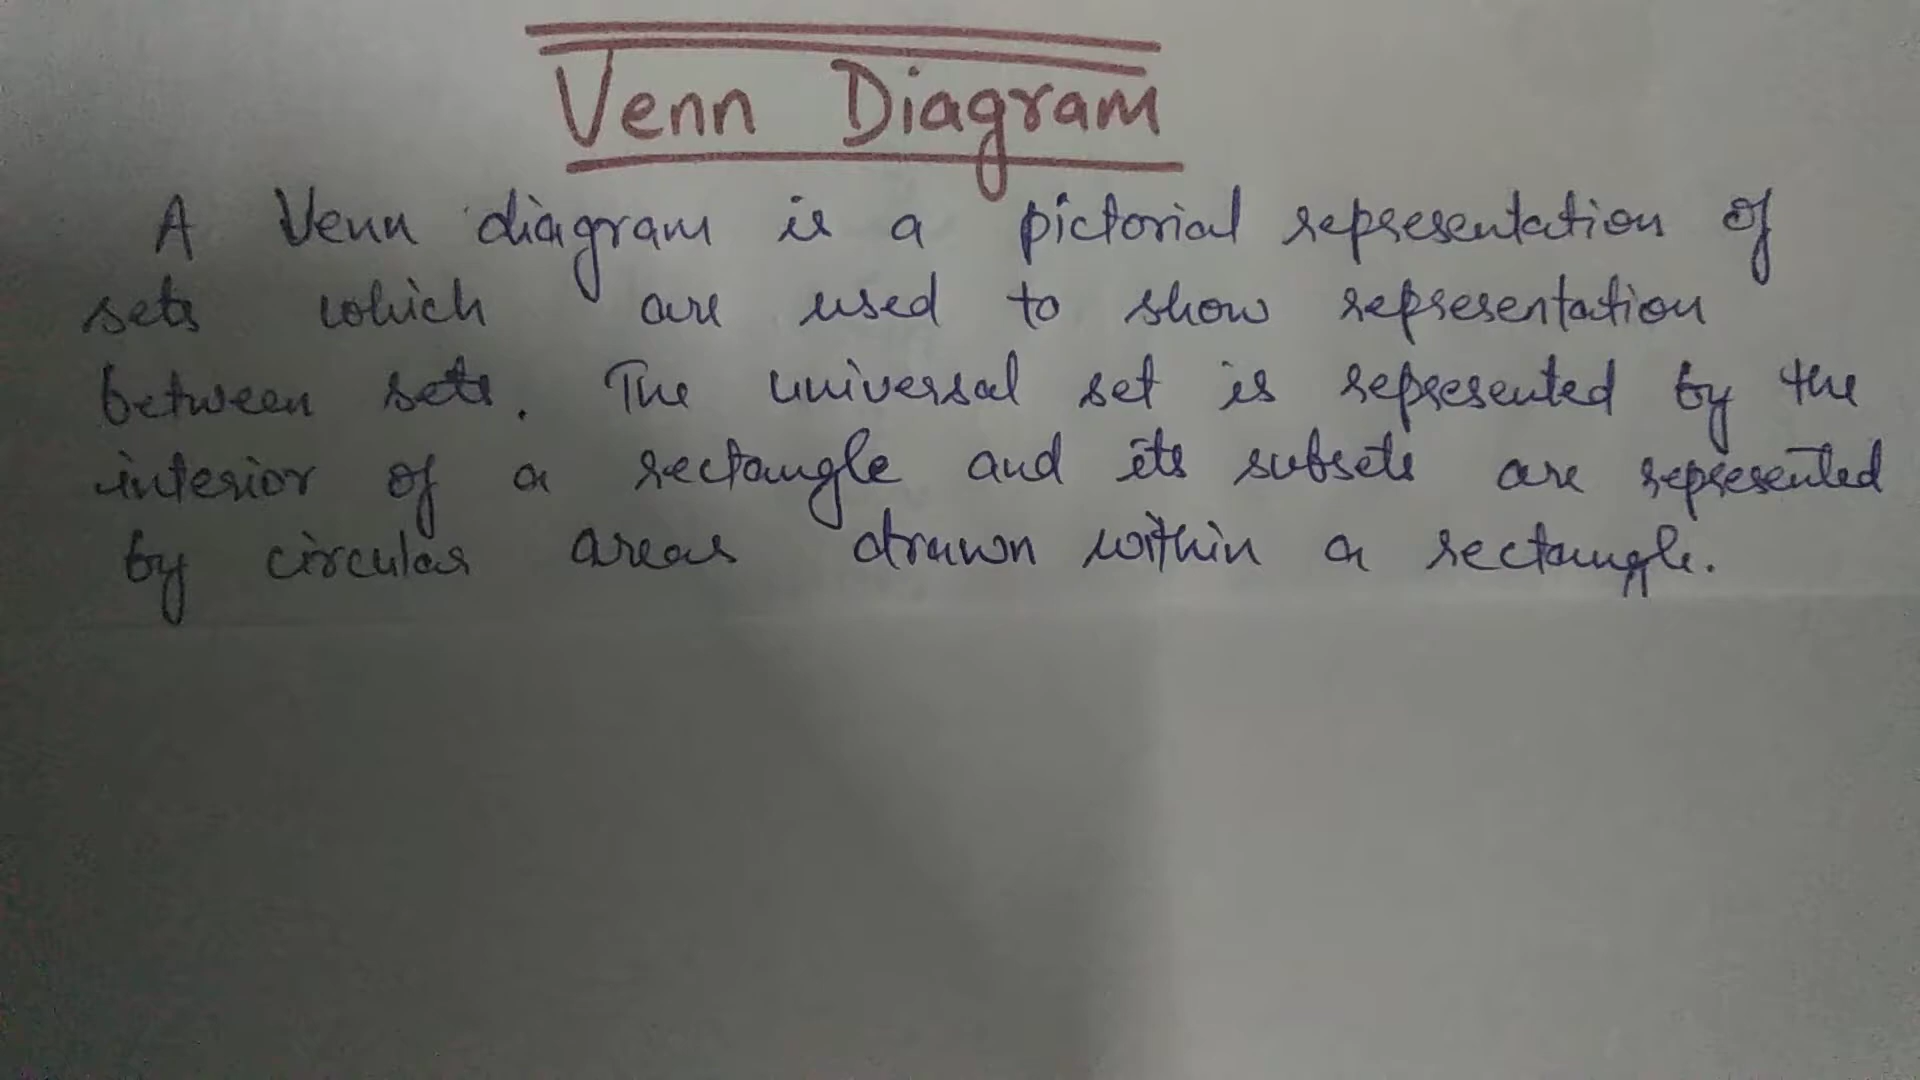 Venn Diagram
A Venn diagram is a pictorial representation of
sets which are used to show representation
between sets. The universal set is represented by the
interior of a rectangle and its subsets are represented
by circular areas drawn within a rectangle.